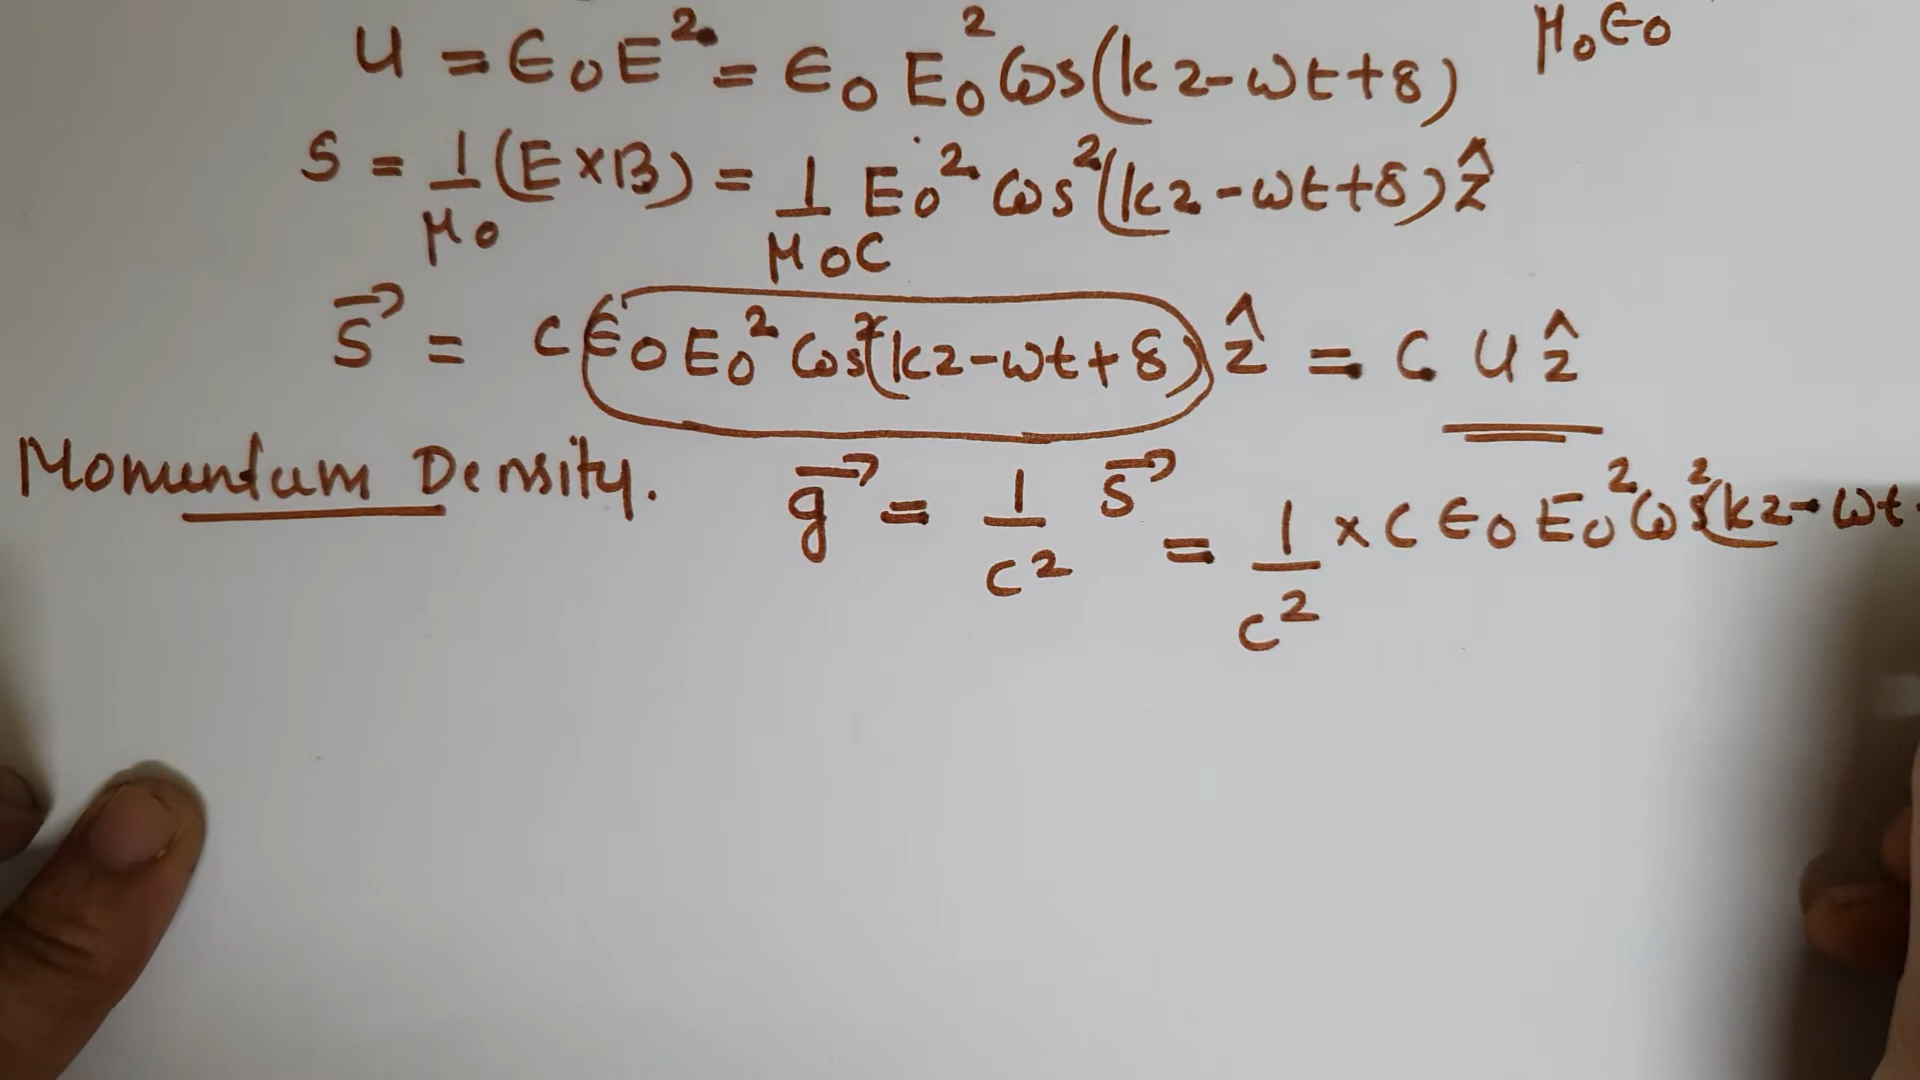 μ₀ε₀
u = ε₀E² = ε₀ E₀² Cos(kz-ωt+δ)
S = 1/μ₀ (E×B) = 1/μ₀c E₀² Cos²(kz-ωt+δ) ẑ
S⃗ = c ε₀ E₀² Cos²(kz-ωt+δ) ẑ = c u ẑ
Momentum Density. g⃗ = 1/c² S⃗ = 1/c² × c ε₀ E₀² Cos²(kz-ωt